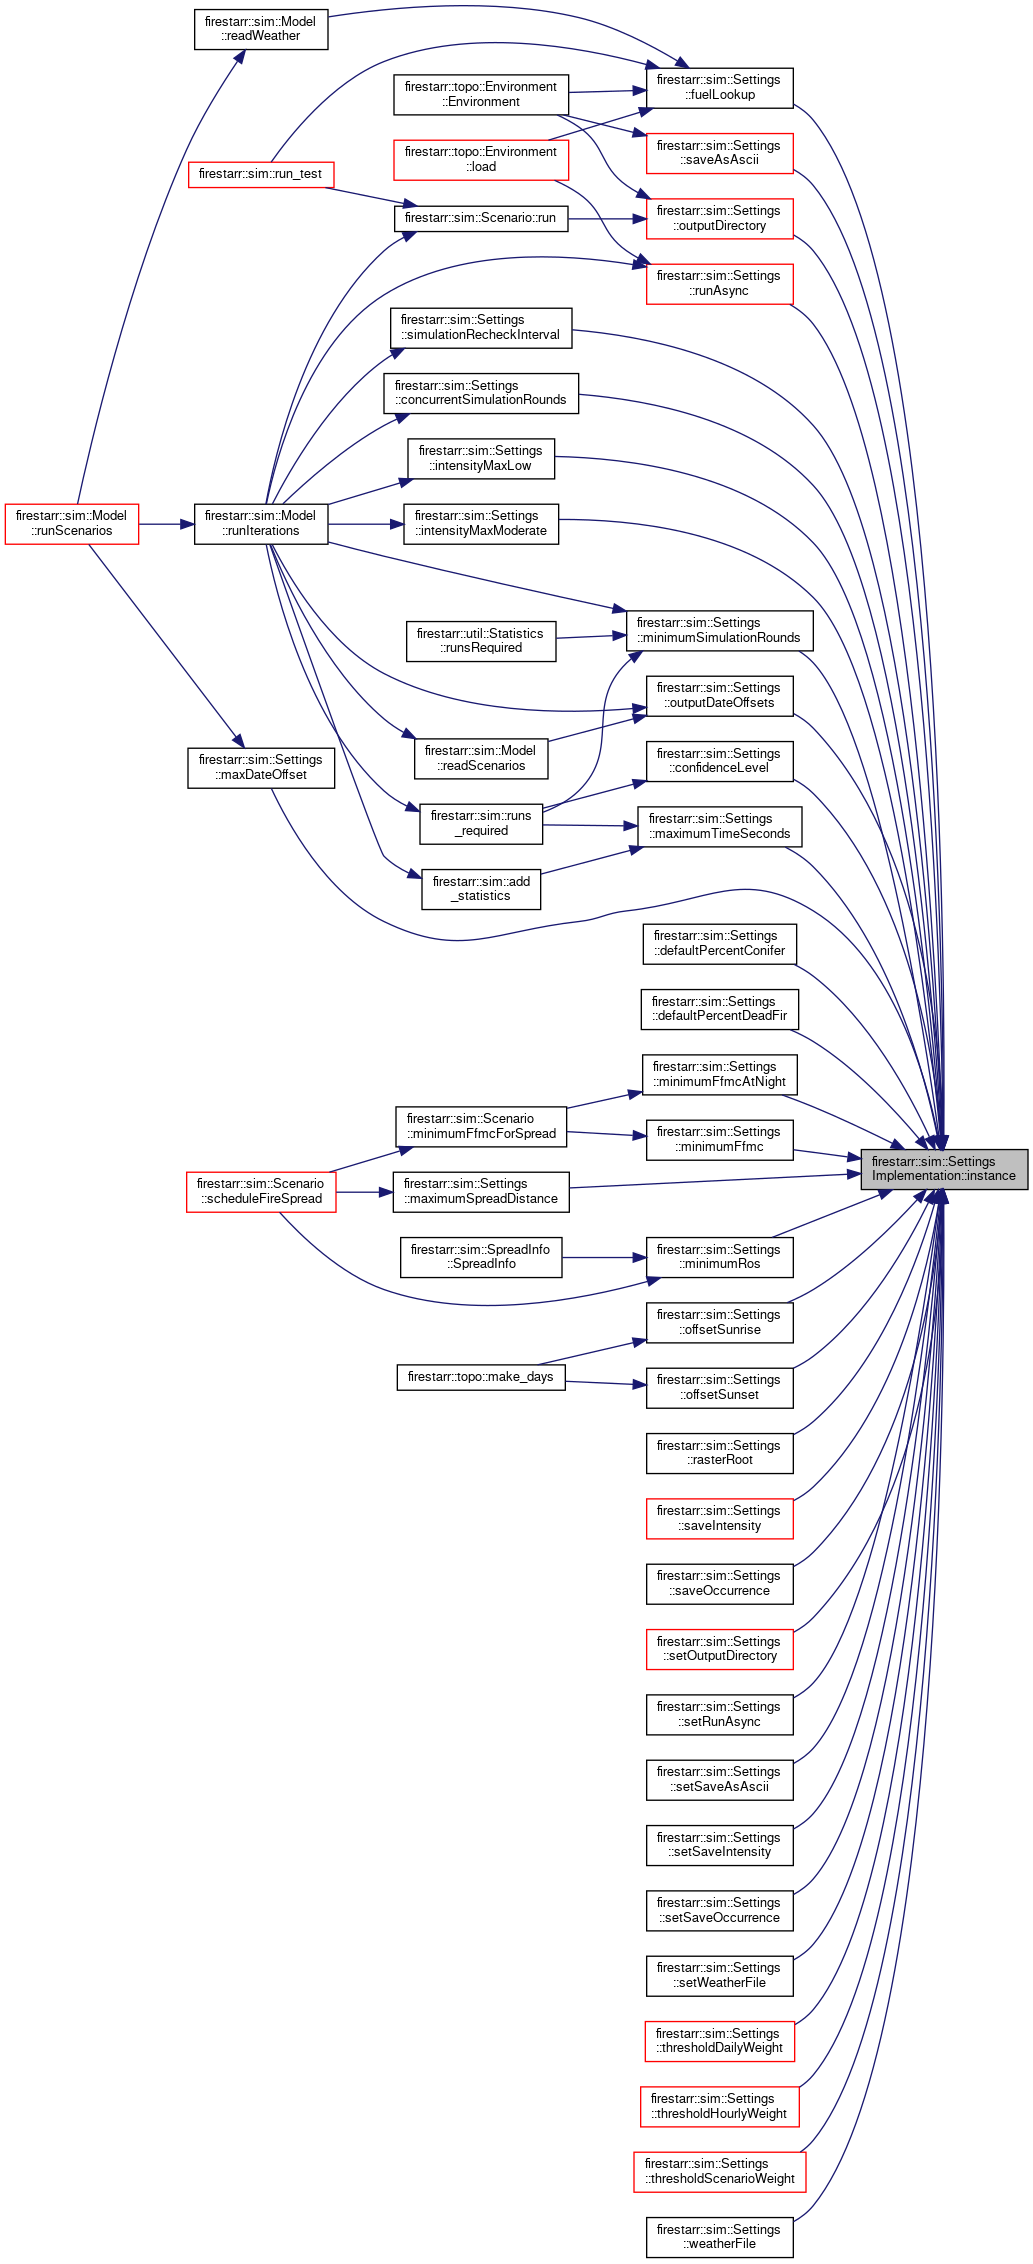 firestarr::sim::Model
::readWeather
firestarr::sim::Settings
::fuelLookup
firestarr::topo::Environment
::Environment
firestarr::sim::Settings
::saveAsAscii
firestarr::topo::Environment
::load
firestarr::sim::run_test
firestarr::sim::Scenario::run
firestarr::sim::Settings
::outputDirectory
firestarr::sim::Settings
::runAsync
firestarr::sim::Settings
::simulationRecheckInterval
firestarr::sim::Settings
::concurrentSimulationRounds
firestarr::sim::Settings
::intensityMaxLow
firestarr::sim::Model
::runScenarios
firestarr::sim::Model
::runIterations
firestarr::sim::Settings
::intensityMaxModerate
firestarr::sim::Settings
::minimumSimulationRounds
firestarr::util::Statistics
::runsRequired
firestarr::sim::Settings
::outputDateOffsets
firestarr::sim::Model
::readScenarios
firestarr::sim::Settings
::confidenceLevel
firestarr::sim::Settings
::maxDateOffset
firestarr::sim::runs
_required
firestarr::sim::Settings
::maximumTimeSeconds
firestarr::sim::add
_statistics
firestarr::sim::Settings
::defaultPercentConifer
firestarr::sim::Settings
::defaultPercentDeadFir
firestarr::sim::Settings
::minimumFfmcAtNight
firestarr::sim::Scenario
::minimumFfmcForSpread
firestarr::sim::Settings
::minimumFfmc
firestarr::sim::Settings
Implementation::instance
firestarr::sim::Scenario
::scheduleFireSpread
firestarr::sim::Settings
::maximumSpreadDistance
firestarr::sim::SpreadInfo
::SpreadInfo
firestarr::sim::Settings
::minimumRos
firestarr::sim::Settings
::offsetSunrise
firestarr::topo::make_days
firestarr::sim::Settings
::offsetSunset
firestarr::sim::Settings
::rasterRoot
firestarr::sim::Settings
::saveIntensity
firestarr::sim::Settings
::saveOccurrence
firestarr::sim::Settings
::setOutputDirectory
firestarr::sim::Settings
::setRunAsync
firestarr::sim::Settings
::setSaveAsAscii
firestarr::sim::Settings
::setSaveIntensity
firestarr::sim::Settings
::setSaveOccurrence
firestarr::sim::Settings
::setWeatherFile
firestarr::sim::Settings
::thresholdDailyWeight
firestarr::sim::Settings
::thresholdHourlyWeight
firestarr::sim::Settings
::thresholdScenarioWeight
firestarr::sim::Settings
::weatherFile